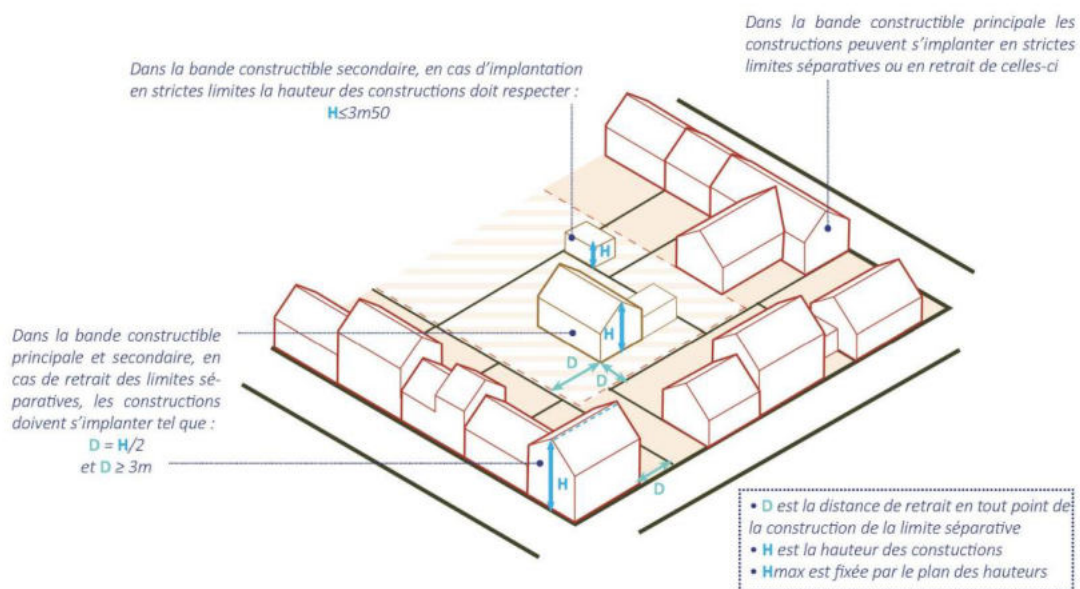 Dans la bande constructible principale les
constructions peuvent s'implanter en strictes
limites séparatives ou en retrait de celles-ci
Dans la bande constructible secondaire, en cas d'implantation
en strictes limites la hauteur des constructions doit respecter :
H≤3m50
H
H
Dans la bande constructible
principale et secondaire, en
cas de retrait des limites sé-
paratives, les constructions
doivent s'implanter tel que :
D = H/2
et D ≥ 3m
D
D
H
D
• D est la distance de retrait en tout point de
la construction de la limite séparative
• H est la hauteur des constuctions
• Hmax est fixée par le plan des hauteurs